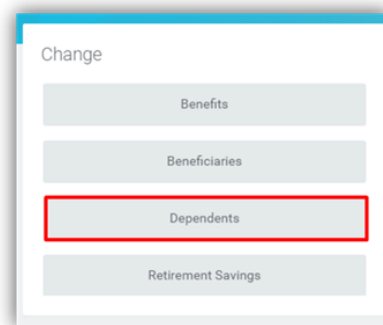 Change
Benefits
Beneficiaries
Dependents
Retirement Savings